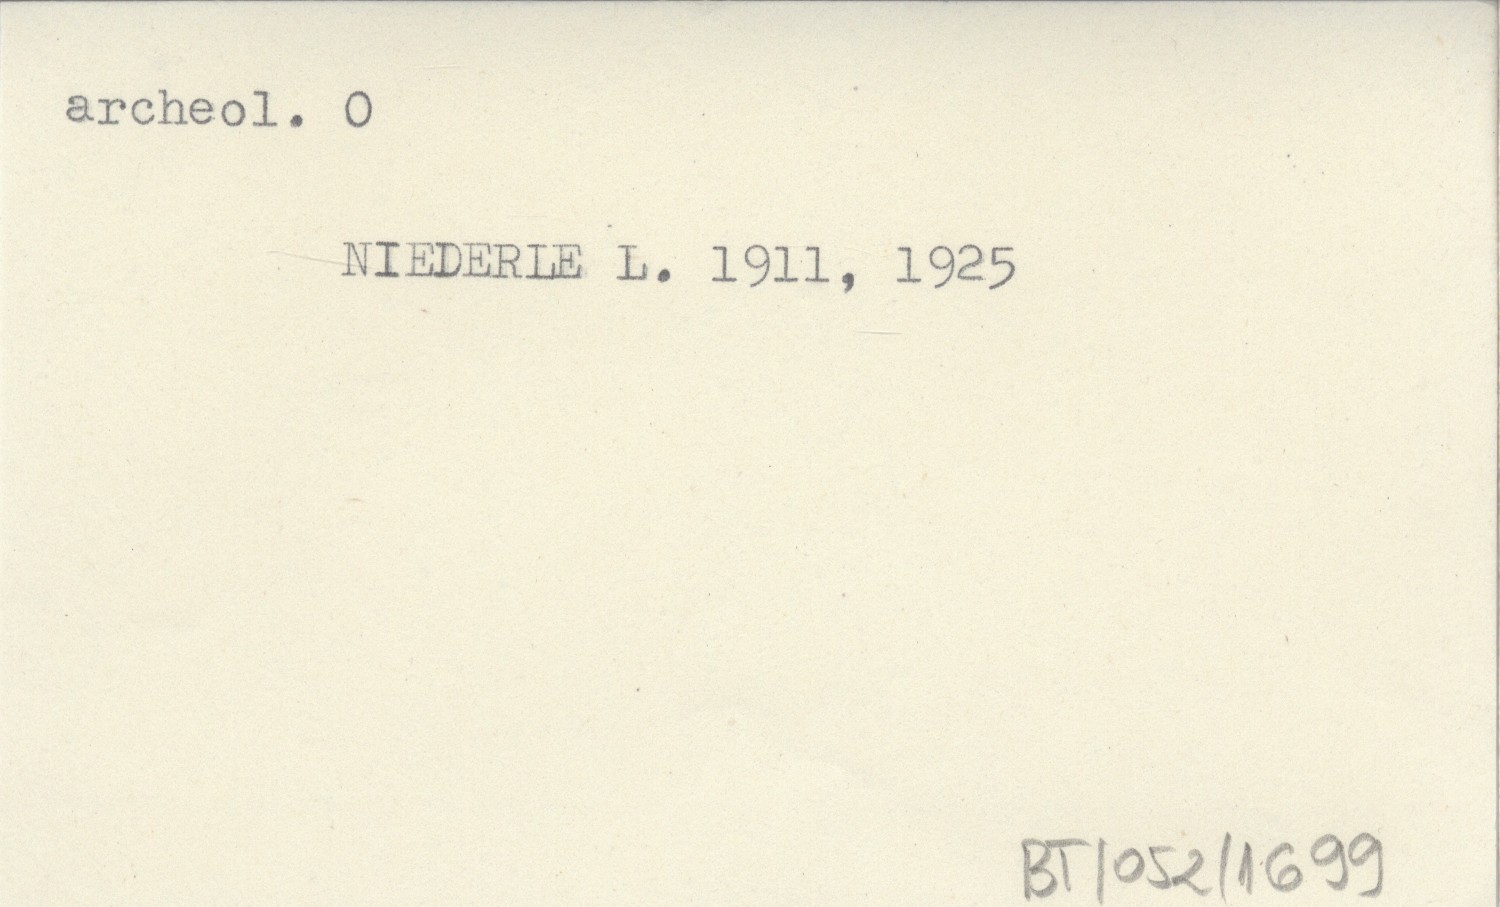 archeol. O
NIEDERLE L. 1911, 1925
BT/052/1699